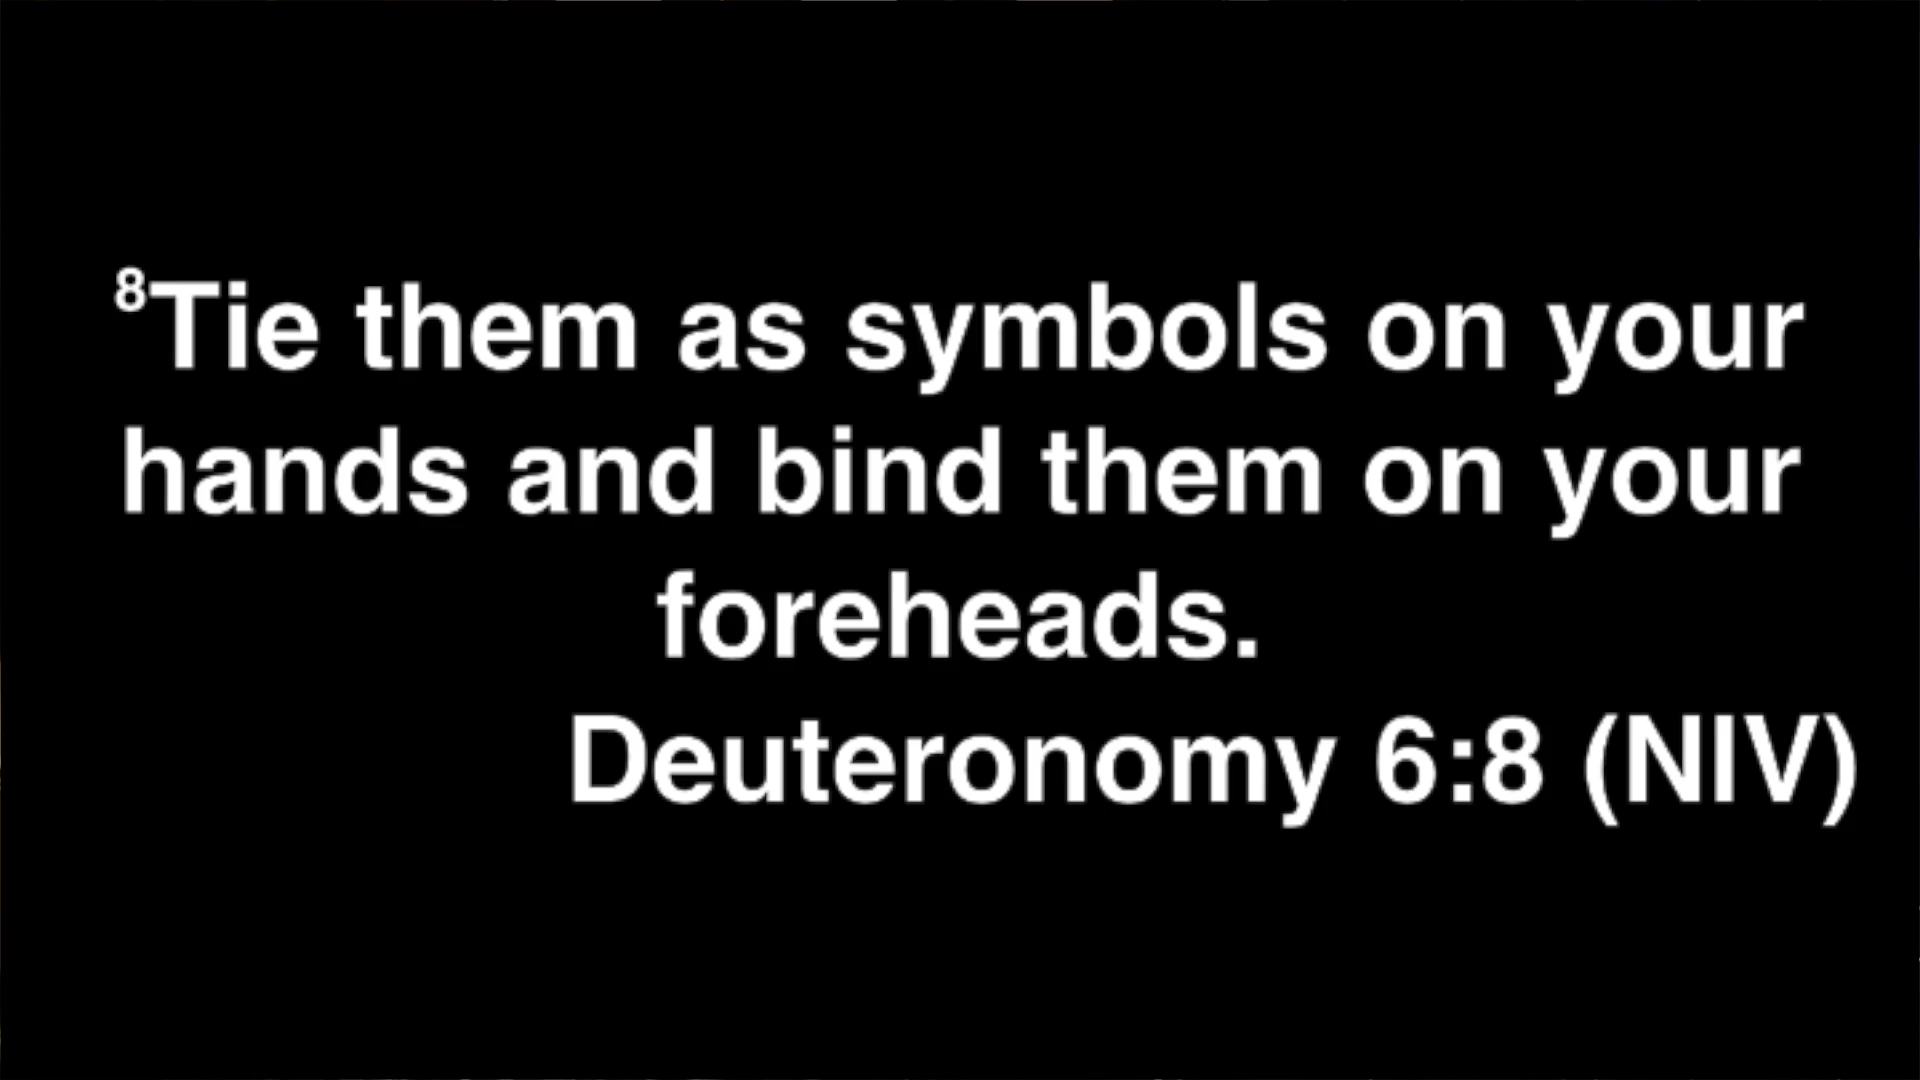 ⁸Tie them as symbols on your
hands and bind them on your
foreheads.
Deuteronomy 6:8 (NIV)